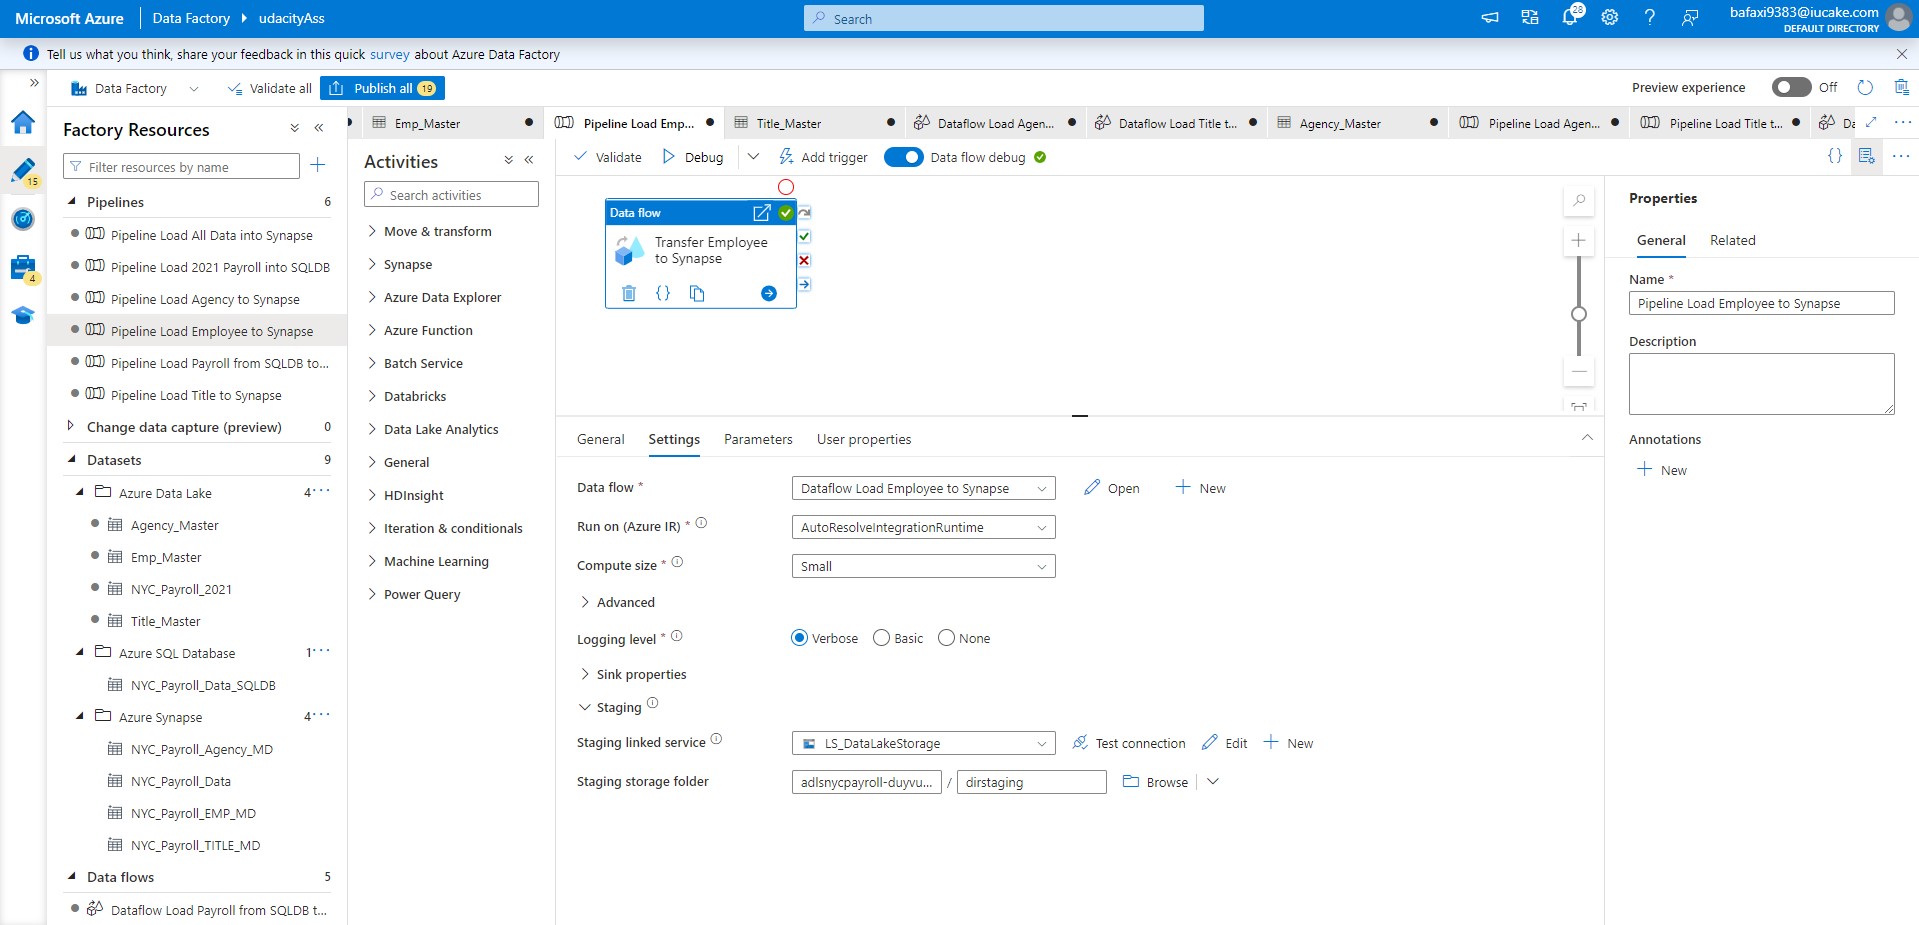 Microsoft Azure Data Factory udacityAss Search 28 bafaxi9383@iucake.com
DEFAULT DIRECTORY
Tell us what you think, share your feedback in this quick survey about Azure Data Factory
Data Factory Validate all Publish all 19 Preview experience Off
Factory Resources
Filter resources by name
15
4
Pipelines 6
Pipeline Load All Data into Synapse
Pipeline Load 2021 Payroll into SQLDB
Pipeline Load Agency to Synapse
Pipeline Load Employee to Synapse
Pipeline Load Payroll from SQLDB to...
Pipeline Load Title to Synapse
Change data capture (preview) 0
Datasets 9
Azure Data Lake 4
Agency_Master
Emp_Master
NYC_Payroll_2021
Title_Master
Azure SQL Database 1
NYC_Payroll_Data_SQLDB
Azure Synapse 4
NYC_Payroll_Agency_MD
NYC_Payroll_Data
NYC_Payroll_EMP_MD
NYC_Payroll_TITLE_MD
Data flows 5
Dataflow Load Payroll from SQLDB t...
Emp_Master Pipeline Load Emp... Title_Master Dataflow Load Agen... Dataflow Load Title t... Agency_Master Pipeline Load Agen... Pipeline Load Title t... Da
Activities
Search activities
Move & transform
Synapse
Azure Data Explorer
Azure Function
Batch Service
Databricks
Data Lake Analytics
General
HDInsight
Iteration & conditionals
Machine Learning
Power Query
Validate Debug Add trigger Data flow debug
Data flow
Transfer Employee
to Synapse
General Settings Parameters User properties
Data flow * Dataflow Load Employee to Synapse Open New
Run on (Azure IR) * AutoResolveIntegrationRuntime
Compute size * Small
Advanced
Logging level * Verbose Basic None
Sink properties
Staging
Staging linked service LS_DataLakeStorage Test connection Edit New
Staging storage folder adlsnycpayroll-duyvu... / dirstaging Browse
Properties
General Related
Name *
Pipeline Load Employee to Synapse
Description
Annotations
New